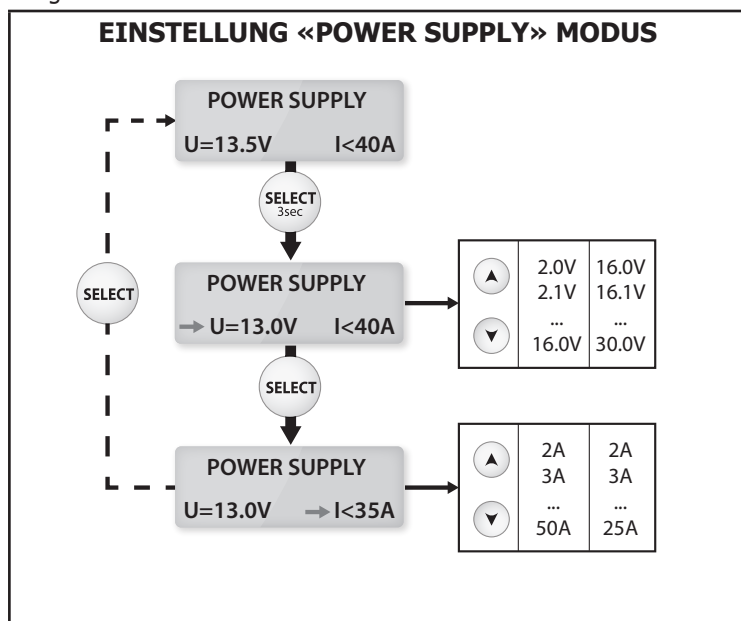 EINSTELLUNG «POWER SUPPLY» MODUS
POWER SUPPLY
U=13.5V I<40A
SELECT
3sec
POWER SUPPLY
U=13.0V I<40A
2.0V 16.0V
2.1V 16.1V
... ...
16.0V 30.0V
SELECT
SELECT
POWER SUPPLY
U=13.0V I<35A
2A 2A
3A 3A
... ...
50A 25A